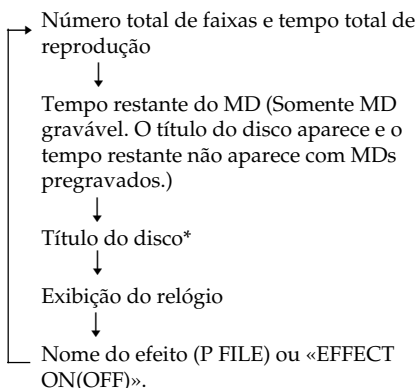 Número total de faixas e tempo total de
reprodução
Tempo restante do MD (Somente MD
gravável. O título do disco aparece e o
tempo restante não aparece com MDs
pregravados.)
Título do disco*
Exibição do relógio
Nome do efeito (P FILE) ou «EFFECT
ON(OFF)».